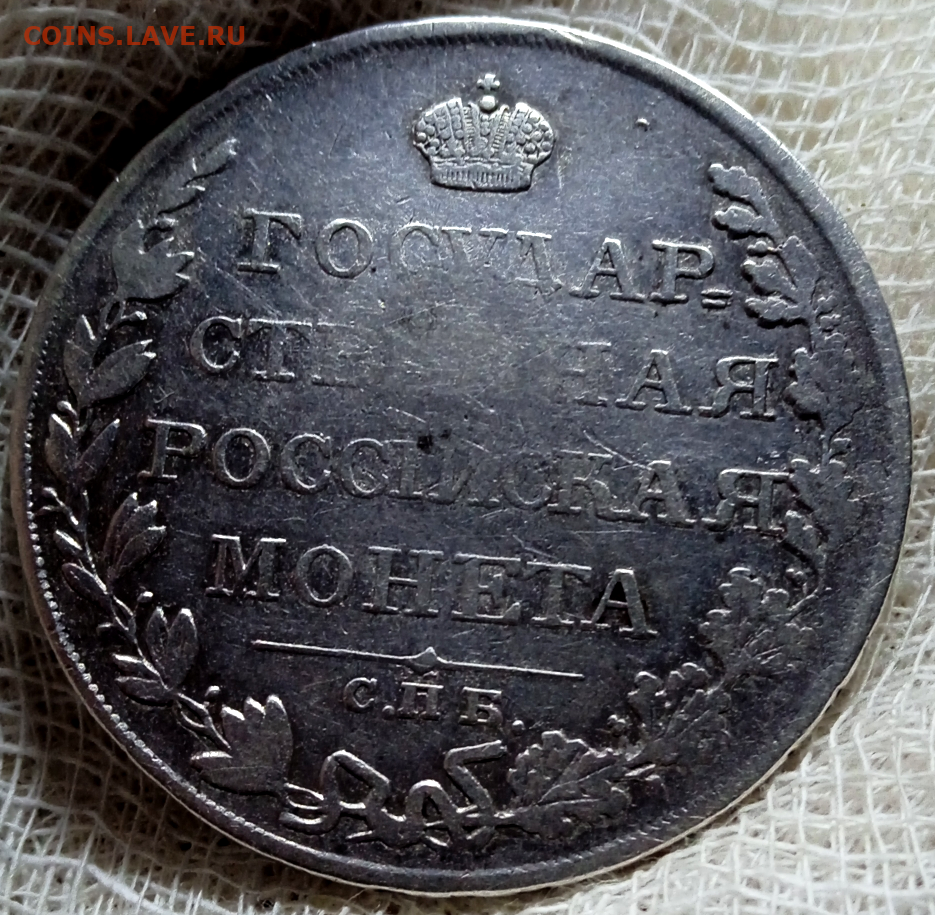 COINS.LAVE.RU
ГОСУДАР=
РОССІЙСКАЯ
МОНЕТА
С.П.Б.